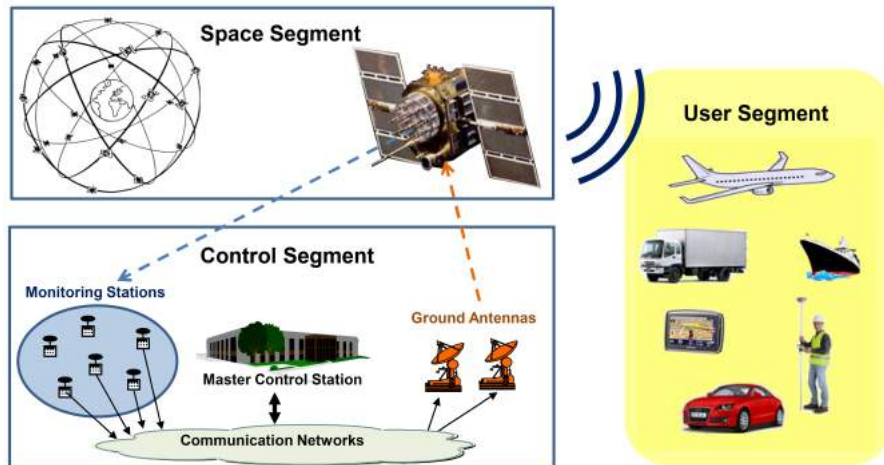 Space Segment
User Segment
Control Segment
Monitoring Stations
Ground Antennas
Master Control Station
Communication Networks